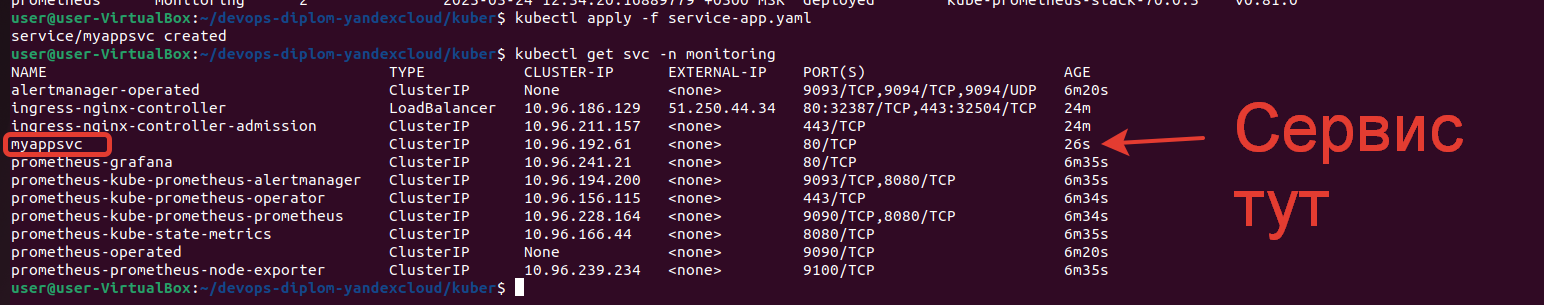 prometheus monitoring 2 2025-03-24 12:34:20.16889779 +0300 MSK deployed kube-prometheus-stack-70.0.3 v0.81.0
user@user-VirtualBox:~/devops-diplom-yandexcloud/kuber$ kubectl apply -f service-app.yaml
service/myappsvc created
user@user-VirtualBox:~/devops-diplom-yandexcloud/kuber$ kubectl get svc -n monitoring
NAME TYPE CLUSTER-IP EXTERNAL-IP PORT(S) AGE
alertmanager-operated ClusterIP None <none> 9093/TCP,9094/TCP,9094/UDP 6m20s
ingress-nginx-controller LoadBalancer 10.96.186.129 51.250.44.34 80:32387/TCP,443:32504/TCP 24m
ingress-nginx-controller-admission ClusterIP 10.96.211.157 <none> 443/TCP 24m
myappsvc ClusterIP 10.96.192.61 <none> 80/TCP 26s
prometheus-grafana ClusterIP 10.96.241.21 <none> 80/TCP 6m35s
prometheus-kube-prometheus-alertmanager ClusterIP 10.96.194.200 <none> 9093/TCP,8080/TCP 6m35s
prometheus-kube-prometheus-operator ClusterIP 10.96.156.115 <none> 443/TCP 6m34s
prometheus-kube-prometheus-prometheus ClusterIP 10.96.228.164 <none> 9090/TCP,8080/TCP 6m34s
prometheus-kube-state-metrics ClusterIP 10.96.166.44 <none> 8080/TCP 6m35s
prometheus-operated ClusterIP None <none> 9090/TCP 6m20s
prometheus-prometheus-node-exporter ClusterIP 10.96.239.234 <none> 9100/TCP 6m35s
user@user-VirtualBox:~/devops-diplom-yandexcloud/kuber$
Сервис
тут